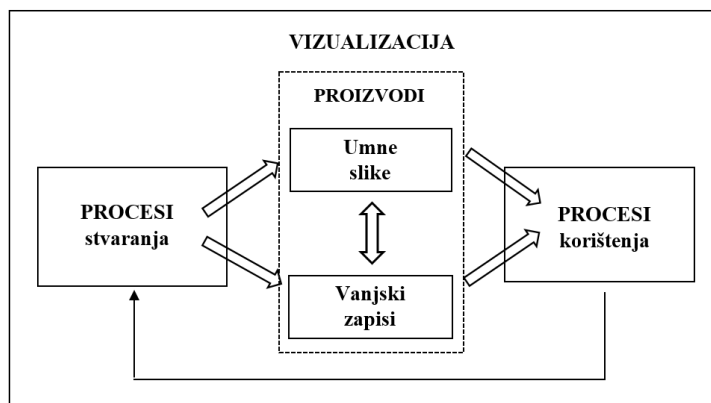 VIZUALIZACIJA
PROIZVODI
Umne
slike
PROCESI
stvaranja
PROCESI
korištenja
Vanjski
zapisi